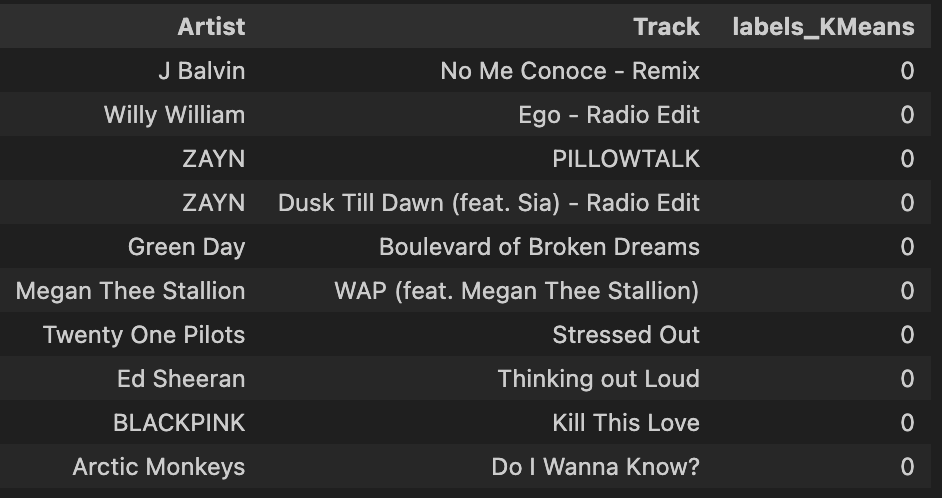 Artist Track labels_KMeans
J Balvin No Me Conoce - Remix 0
Willy William Ego - Radio Edit 0
ZAYN PILLOWTALK 0
ZAYN Dusk Till Dawn (feat. Sia) - Radio Edit 0
Green Day Boulevard of Broken Dreams 0
Megan Thee Stallion WAP (feat. Megan Thee Stallion) 0
Twenty One Pilots Stressed Out 0
Ed Sheeran Thinking out Loud 0
BLACKPINK Kill This Love 0
Arctic Monkeys Do I Wanna Know? 0